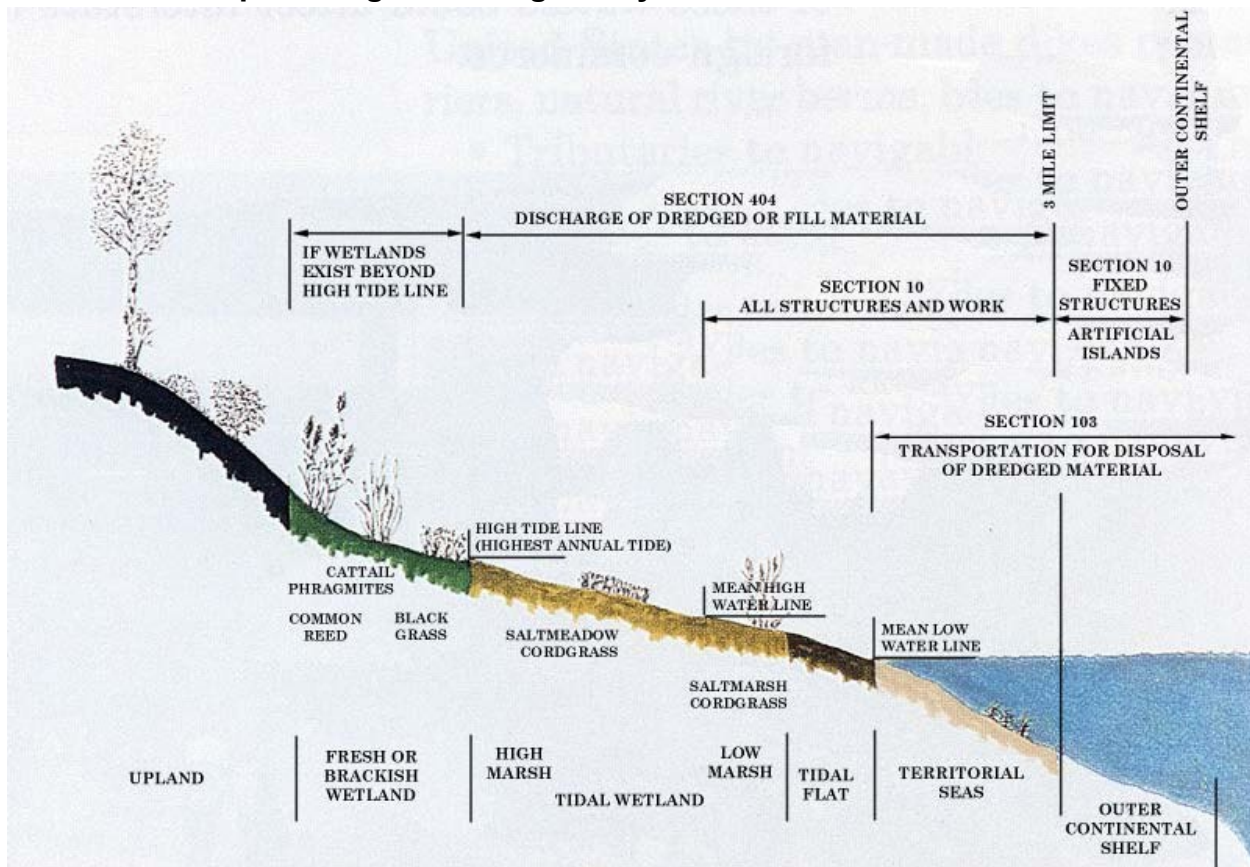 3 MILE LIMIT
OUTER CONTINENTAL
SHELF
SECTION 404
DISCHARGE OF DREDGED OR FILL MATERIAL
IF WETLANDS
EXIST BEYOND
HIGH TIDE LINE
SECTION 10
ALL STRUCTURES AND WORK
SECTION 10
FIXED
STRUCTURES
ARTIFICIAL
ISLANDS
SECTION 103
TRANSPORTATION FOR DISPOSAL
OF DREDGED MATERIAL
HIGH TIDE LINE
(HIGHEST ANNUAL TIDE)
CATTAIL
PHRAGMITES
COMMON
REED
BLACK
GRASS
MEAN HIGH
WATER LINE
SALTMEADOW
CORDGRASS
MEAN LOW
WATER LINE
SALTMARSH
CORDGRASS
UPLAND
FRESH OR
BRACKISH
WETLAND
HIGH
MARSH
LOW
MARSH
TIDAL WETLAND
TIDAL
FLAT
TERRITORIAL
SEAS
OUTER
CONTINENTAL
SHELF